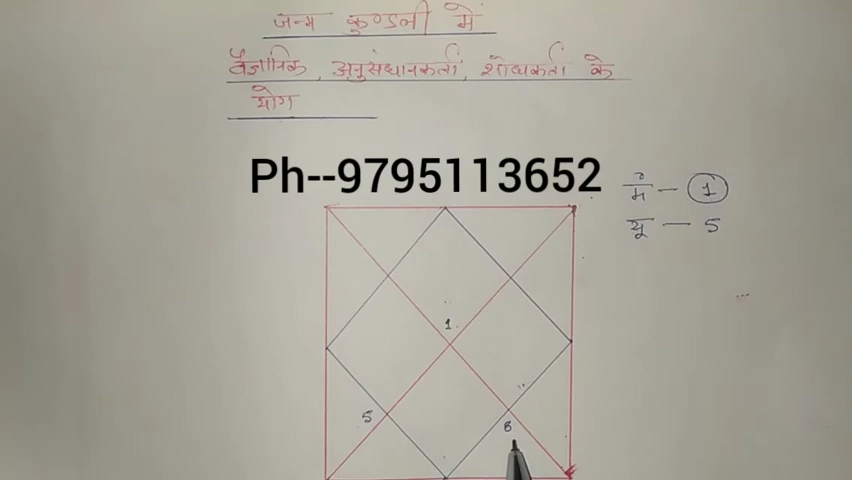 जन्म कुण्डली में
वैज्ञानिक, अनुसंधानकर्ता, शोधकर्ता के
योग
Ph--9795113652
मं — 1
सू — 5
1
5
8